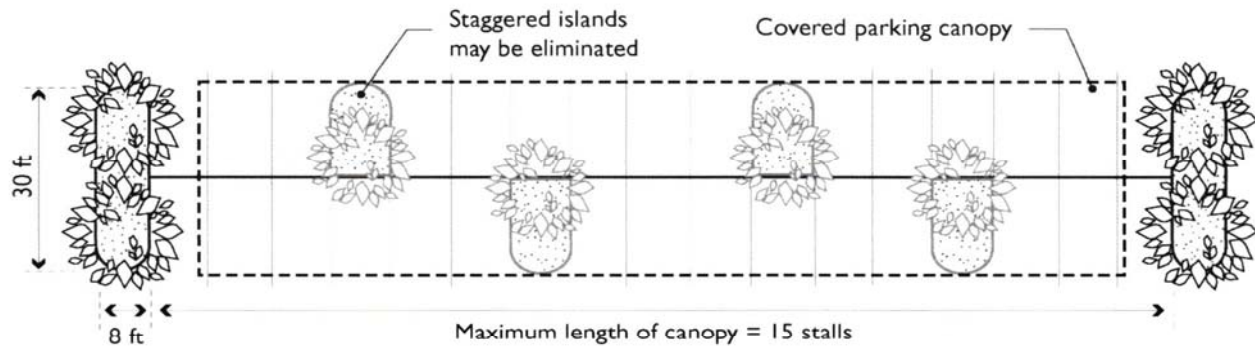 Staggered islands
may be eliminated
Covered parking canopy
30 ft
8 ft
Maximum length of canopy = 15 stalls